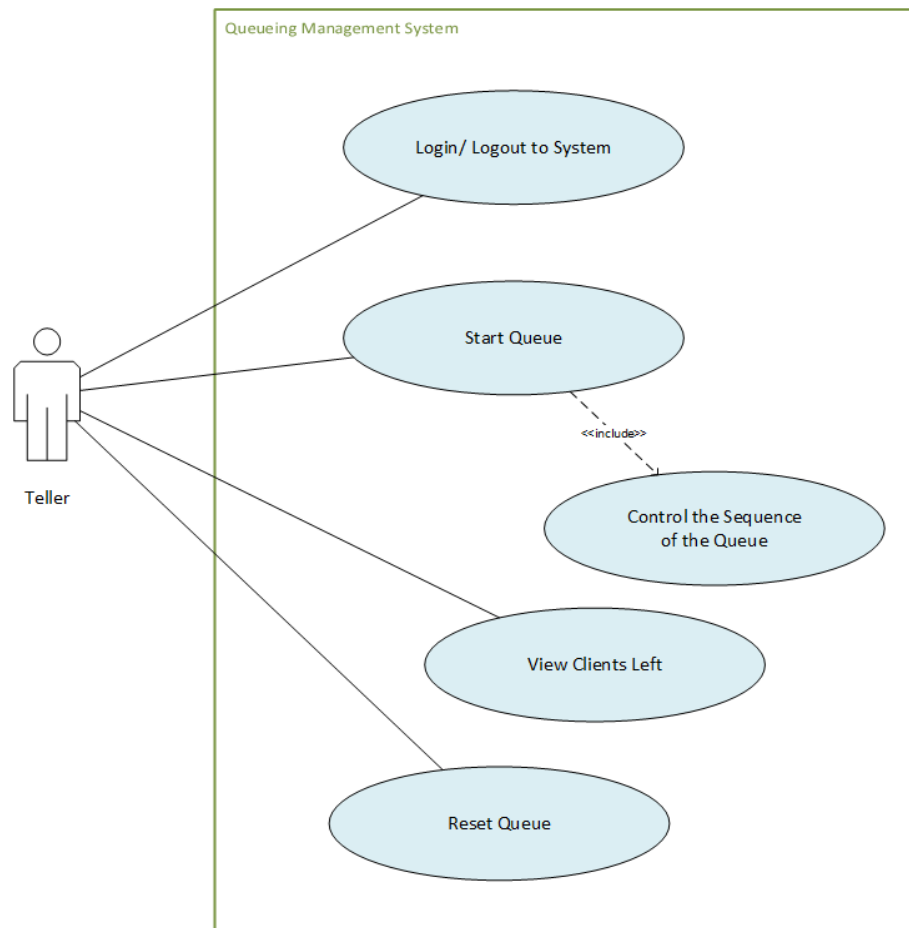 Queueing Management System
Login/ Logout to System
Start Queue
<<include>>
Teller
Control the Sequence
of the Queue
View Clients Left
Reset Queue